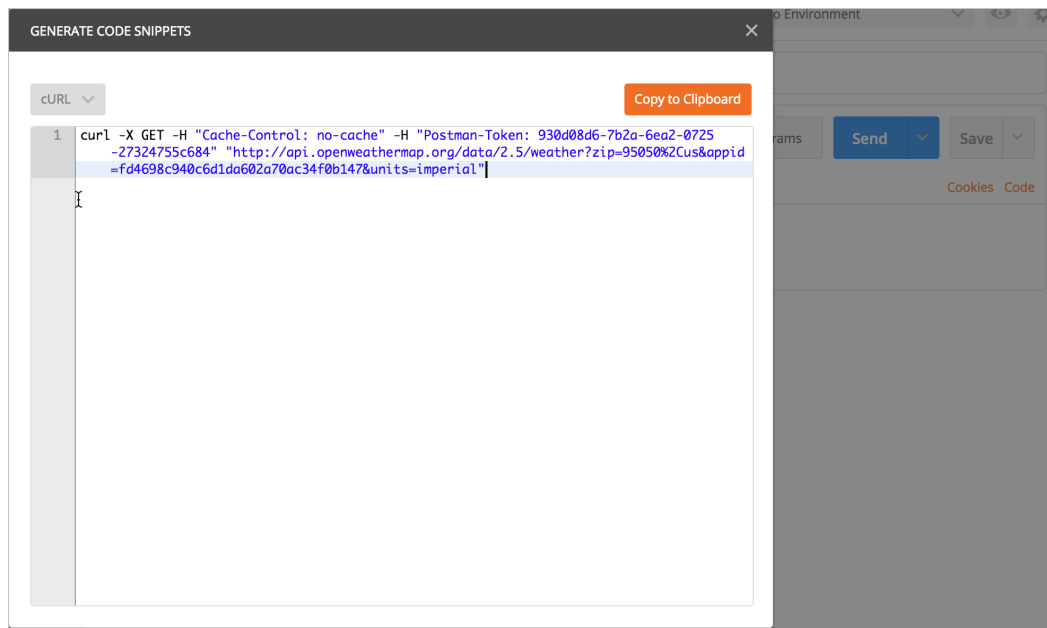 o Environment
GENERATE CODE SNIPPETS
cURL
Copy to Clipboard
1 curl -X GET -H "Cache-Control: no-cache" -H "Postman-Token: 930d08d6-7b2a-6ea2-0725
-27324755c684" "http://api.openweathermap.org/data/2.5/weather?zip=95050%2Cus&appid
=fd4698c940c6d1da602a70ac34f0b147&units=imperial"
rams
Send
Save
Cookies Code